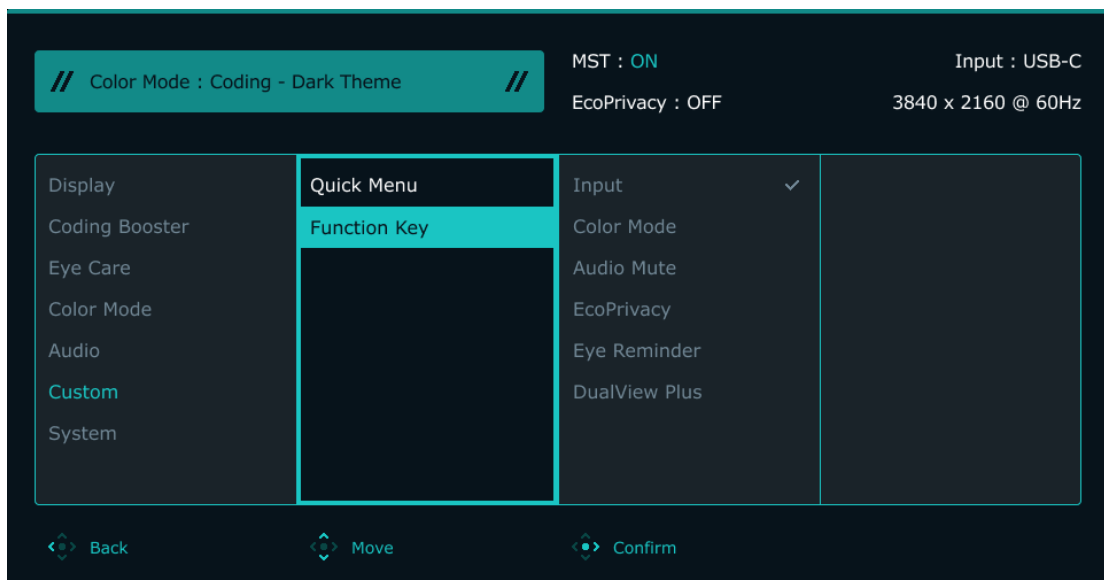 Color Mode : Coding - Dark Theme
MST : ON
Input : USB-C
EcoPrivacy : OFF
3840 x 2160 @ 60Hz
Display
Coding Booster
Eye Care
Color Mode
Audio
Custom
System
Quick Menu
Function Key
Input
Color Mode
Audio Mute
EcoPrivacy
Eye Reminder
DualView Plus
Back
Move
Confirm